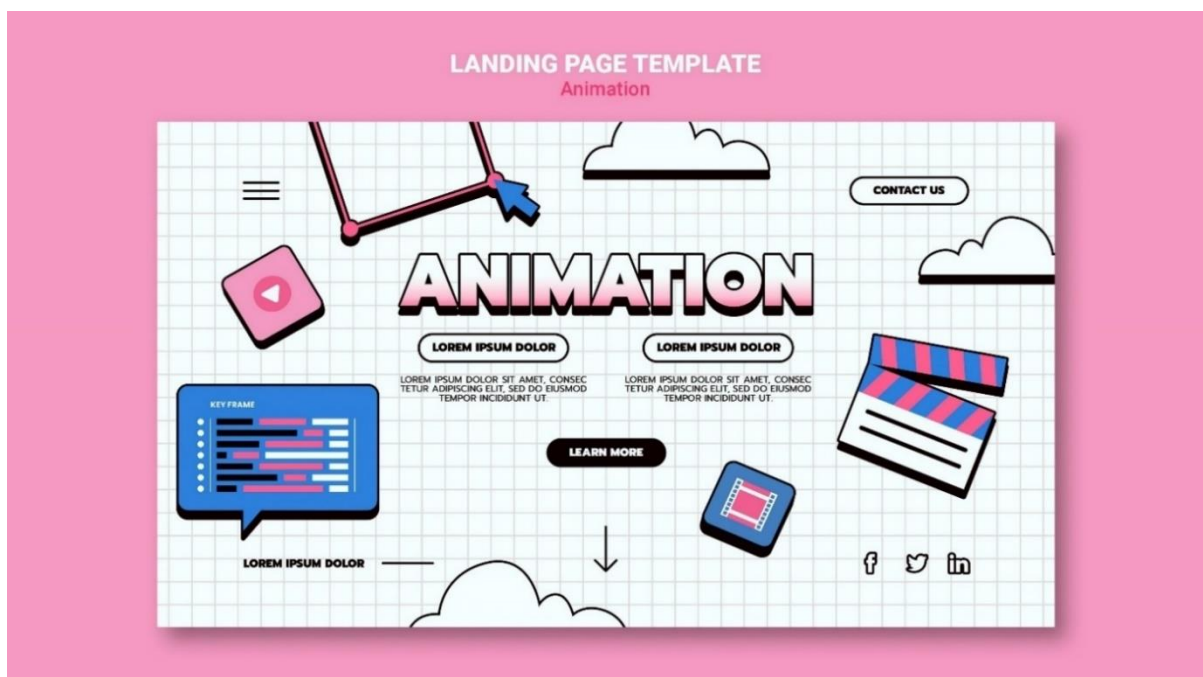 LANDING PAGE TEMPLATE
Animation
CONTACT US
ANIMATION
LOREM IPSUM DOLOR
LOREM IPSUM DOLOR SIT AMET, CONSEC
TETUR ADIPISCING ELIT, SED DO EIUSMOD
TEMPOR INCIDIDUNT UT.
LOREM IPSUM DOLOR
LOREM IPSUM DOLOR SIT AMET, CONSEC
TETUR ADIPISCING ELIT, SED DO EIUSMOD
TEMPOR INCIDIDUNT UT.
KEY FRAME
LEARN MORE
LOREM IPSUM DOLOR
f
in